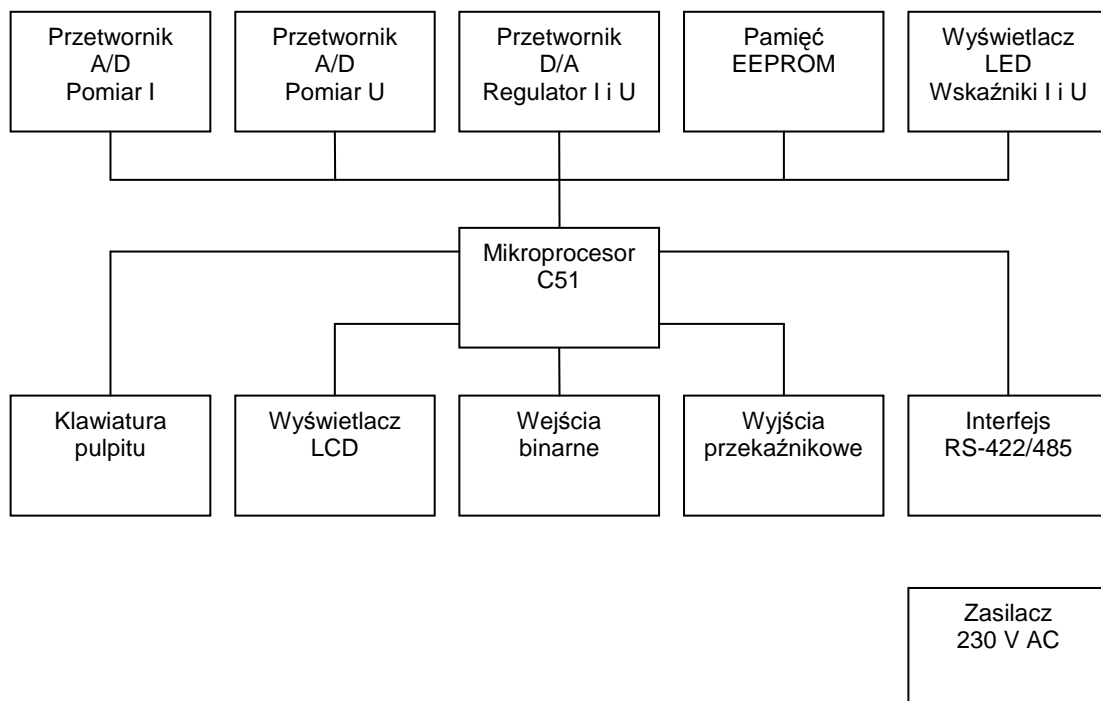 Przetwornik
A/D
Pomiar I
Przetwornik
A/D
Pomiar U
Przetwornik
D/A
Regulator I i U
Pamięć
EEPROM
Wyświetlacz
LED
Wskaźniki I i U
Mikroprocesor
C51
Klawiatura
pulpitu
Wyświetlacz
LCD
Wejścia
binarne
Wyjścia
przekaźnikowe
Interfejs
RS-422/485
Zasilacz
230 V AC